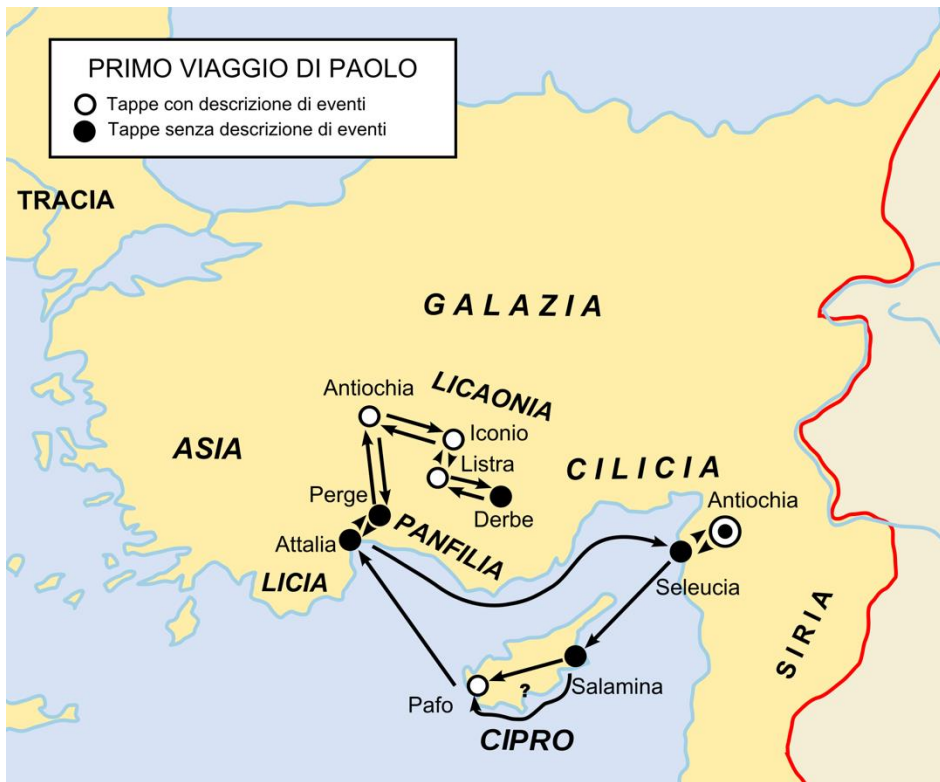 PRIMO VIAGGIO DI PAOLO
Tappe con descrizione di eventi
Tappe senza descrizione di eventi
TRACIA
GALAZIA
LICAONIA
Antiochia
Iconio
ASIA
Listra
CILICIA
Antiochia
Perge
Derbe
PANFILIA
Attalia
LICIA
Seleucia
SIRIA
Salamina
?
Pafo
CIPRO